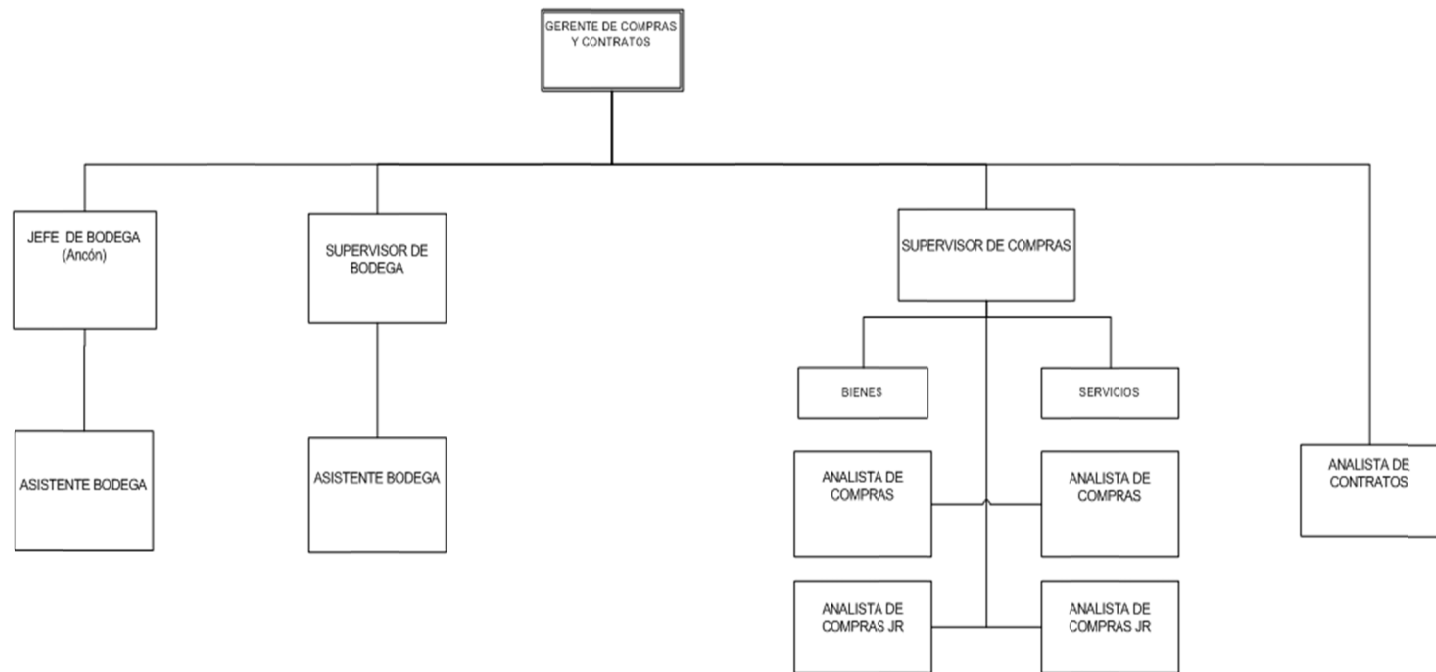 GERENTE DE COMPRAS
Y CONTRATOS
JEFE DE BODEGA
(Ancón)
SUPERVISOR DE
BODEGA
SUPERVISOR DE COMPRAS
BIENES
SERVICIOS
ASISTENTE BODEGA
ASISTENTE BODEGA
ANALISTA DE
COMPRAS
ANALISTA DE
COMPRAS
ANALISTA DE
CONTRATOS
ANALISTA DE
COMPRAS JR
ANALISTA DE
COMPRAS JR